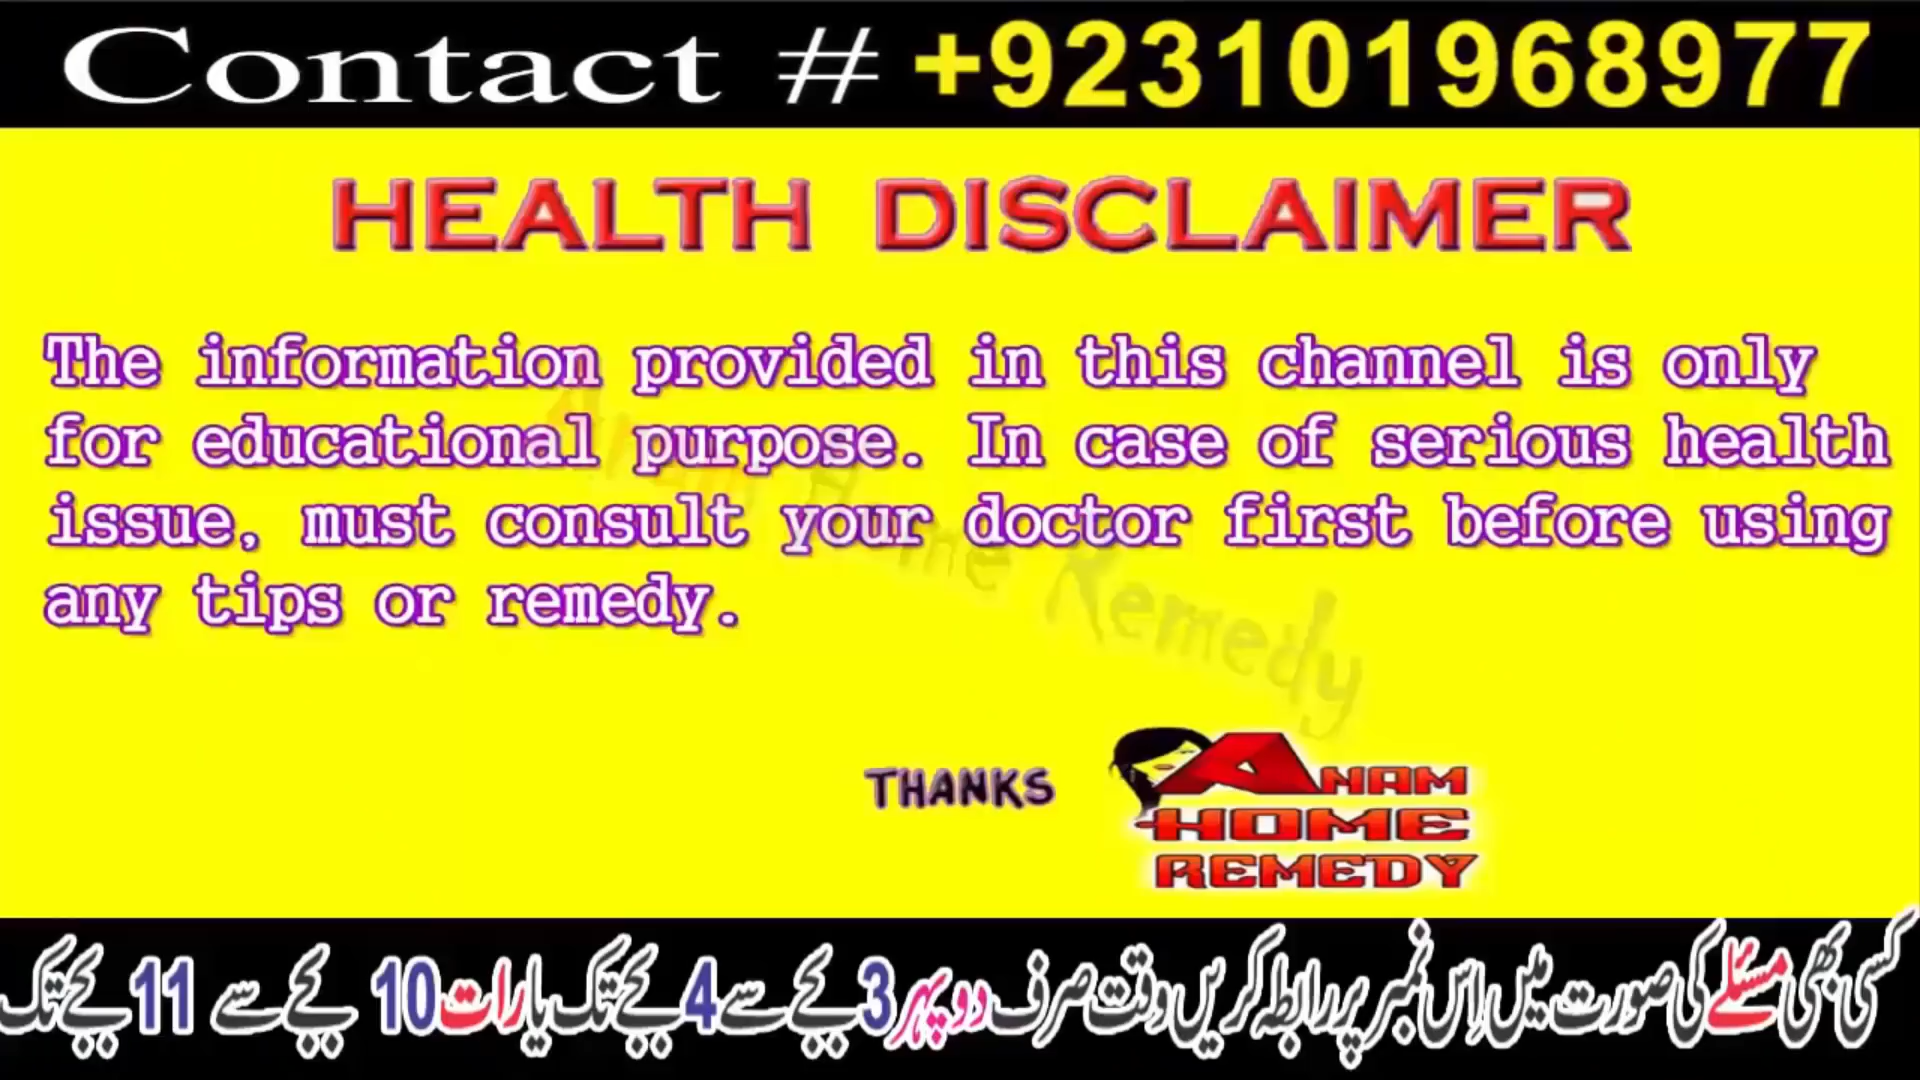 Contact # +923101968977
HEALTH DISCLAIMER
The information provided in this channel is only
for educational purpose. In case of serious health
issue, must consult your doctor first before using
any tips or remedy.
Anam Home Remedy
THANKS
ANAM
HOME
REMEDY
کسی بھی مسئلے کی صورت میں اِس نمبر پر رابطہ کریں وقت صرف دوپہر 3 بجے سے 4 بجے تک یا رات 10 بجے سے 11 بجے تک